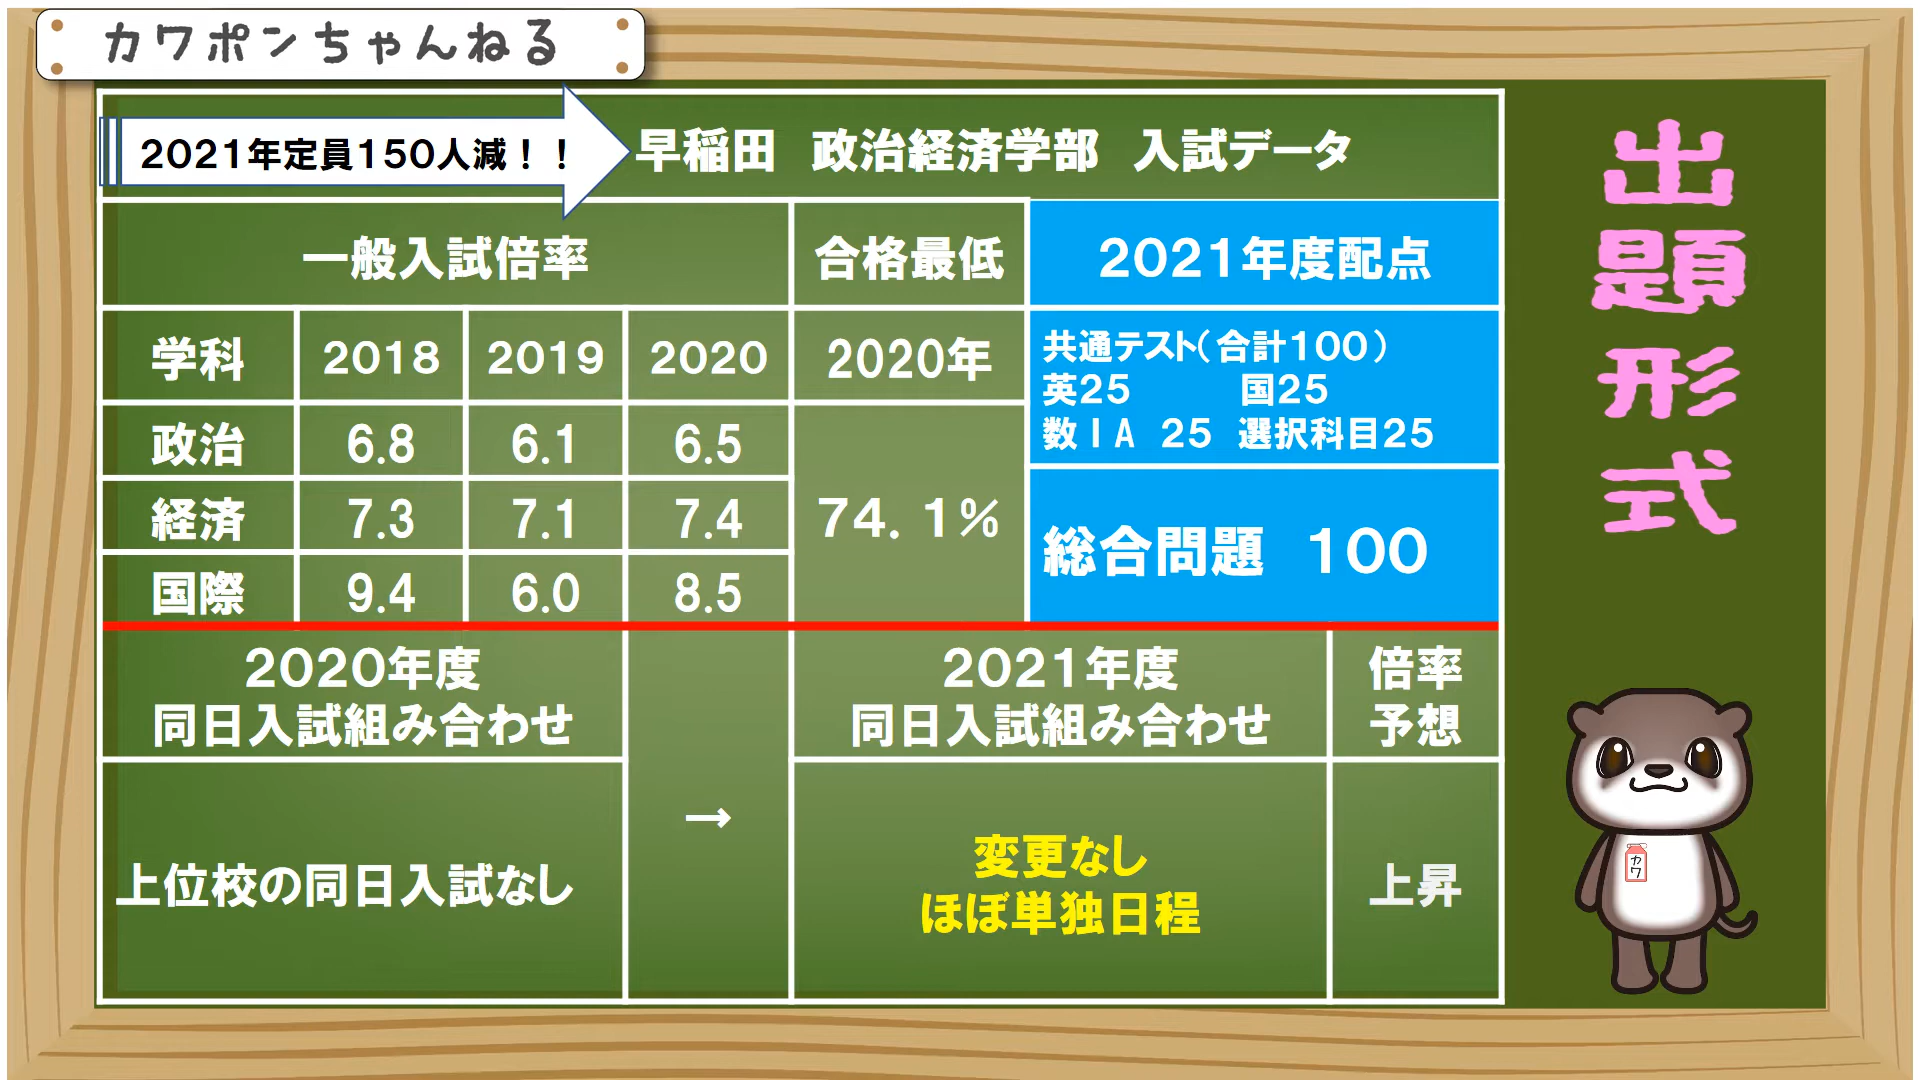 カワポンちゃんねる
2021年定員150人減！！
早稲田　政治経済学部　入試データ
一般入試倍率　合格最低　2021年度配点
学科　2018　2019　2020　2020年
共通テスト（合計100）
英25　国25
数ⅠA　25　選択科目25
政治　6.8　6.1　6.5
経済　7.3　7.1　7.4　74.1%
国際　9.4　6.0　8.5
総合問題　100
2020年度
同日入試組み合わせ
2021年度
同日入試組み合わせ
倍率
予想
上位校の同日入試なし
→
変更なし
ほぼ単独日程
上昇
出題形式
カワ